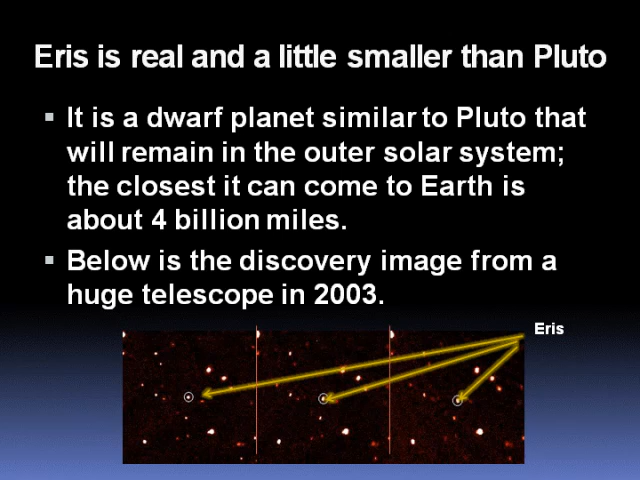 Eris is real and a little smaller than Pluto
▪ It is a dwarf planet similar to Pluto that
will remain in the outer solar system;
the closest it can come to Earth is
about 4 billion miles.
▪ Below is the discovery image from a
huge telescope in 2003.
Eris